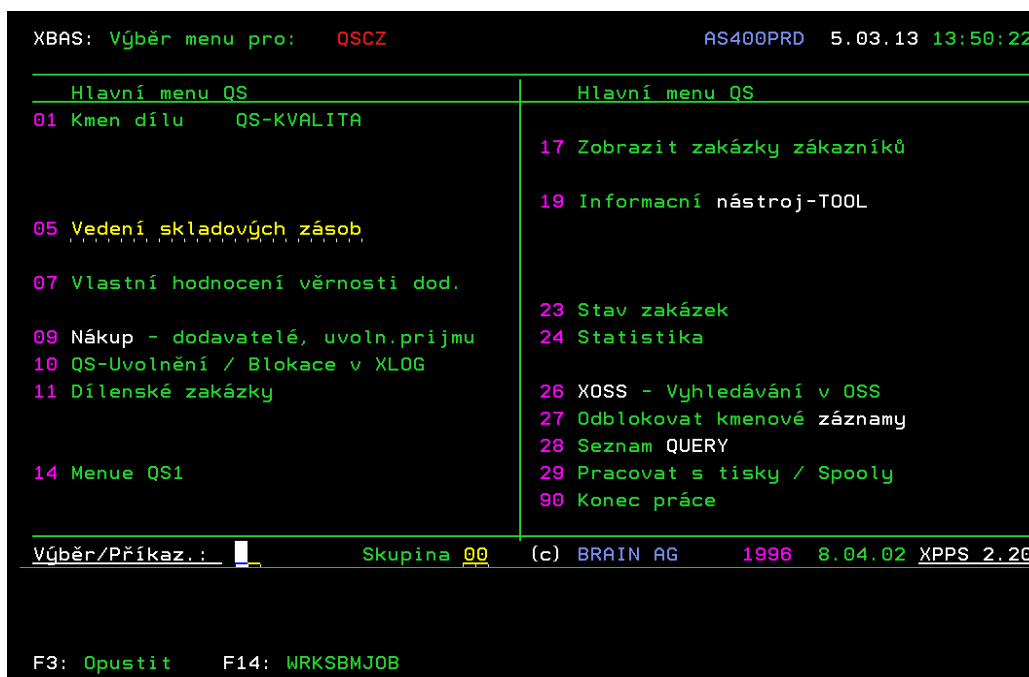 XBAS: Výběr menu pro: QSCZ AS400PRD 5.03.13 13:50:22
Hlavní menu QS
01 Kmen dílu QS-KVALITA
05 Vedení skladových zásob
07 Vlastní hodnocení věrnosti dod.
09 Nákup - dodavatelé, uvoln.prijmu
10 QS-Uvolnění / Blokace v XLOG
11 Dílenské zakázky
14 Menue QS1
Hlavní menu QS
17 Zobrazit zakázky zákazníků
19 Informacní nástroj-TOOL
23 Stav zakázek
24 Statistika
26 XOSS - Vyhledávání v OSS
27 Odblokovat kmenové záznamy
28 Seznam QUERY
29 Pracovat s tisky / Spooly
90 Konec práce
Výběr/Příkaz.: Skupina 00 (c) BRAIN AG 1996 8.04.02 XPPS 2.20
F3: Opustit F14: WRKSBMJOB